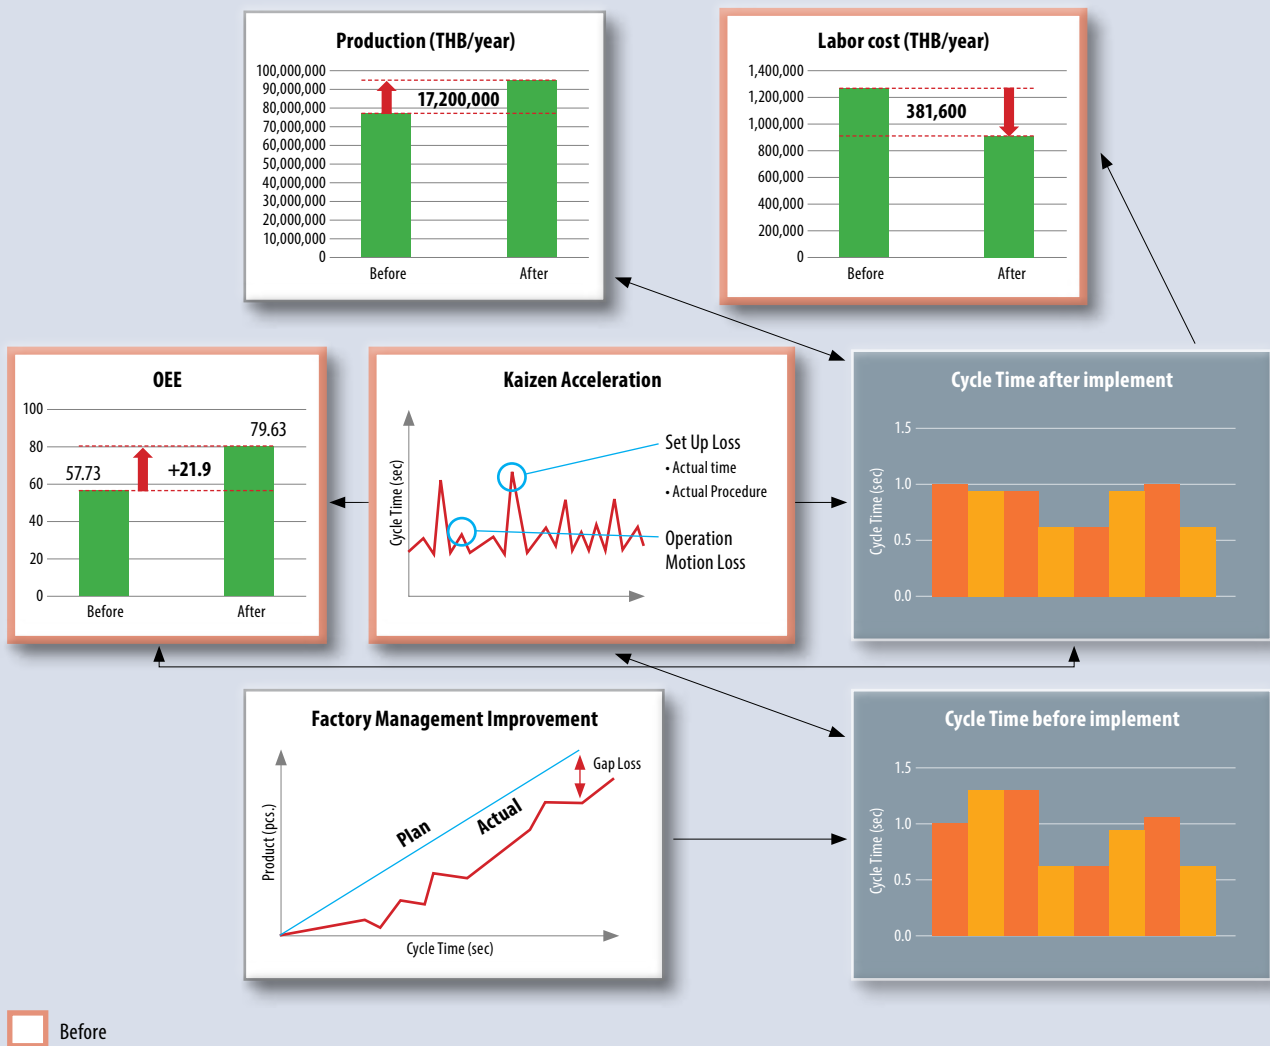 Production (THB/year)
100,000,000
90,000,000
80,000,000
70,000,000
60,000,000
50,000,000
40,000,000
30,000,000
20,000,000
10,000,000
0
17,200,000
Before
After
Labor cost (THB/year)
1,400,000
1,200,000
1,000,000
800,000
600,000
400,000
200,000
0
381,600
Before
After
OEE
100
80
60
40
20
0
57.73
+21.9
79.63
Before
After
Kaizen Acceleration
Cycle Time (sec)
Set Up Loss
• Actual time
• Actual Procedure
Operation
Motion Loss
Cycle Time after implement
Cycle Time (sec)
1.5
1.0
0.5
0.0
Factory Management Improvement
Product (pcs.)
Plan
Actual
Gap Loss
Cycle Time (sec)
Cycle Time before implement
Cycle Time (sec)
1.5
1.0
0.5
0.0
Before